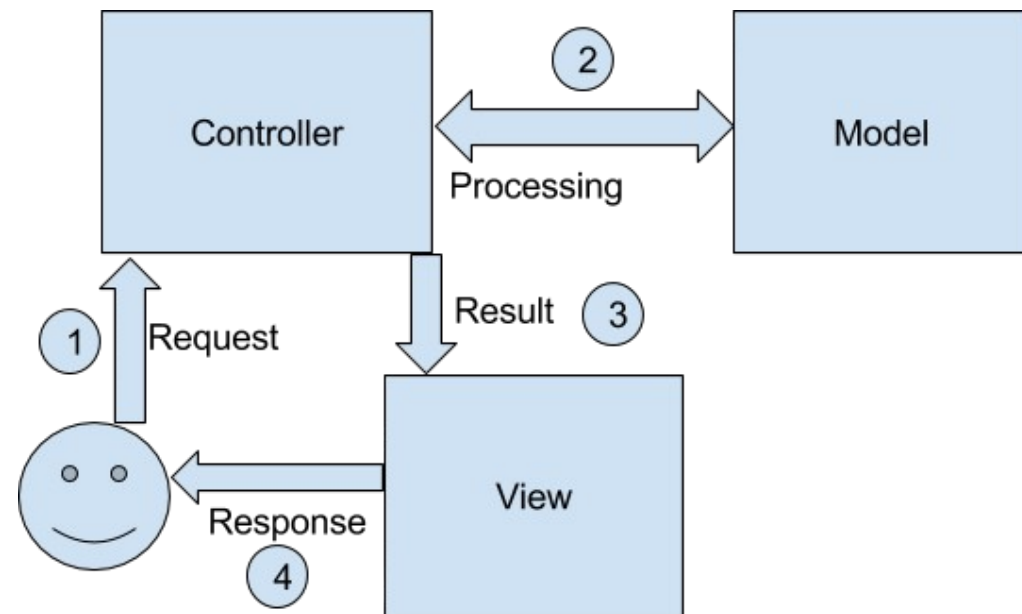 2
Controller
Model
Processing
Result
3
1
Request
View
Response
4